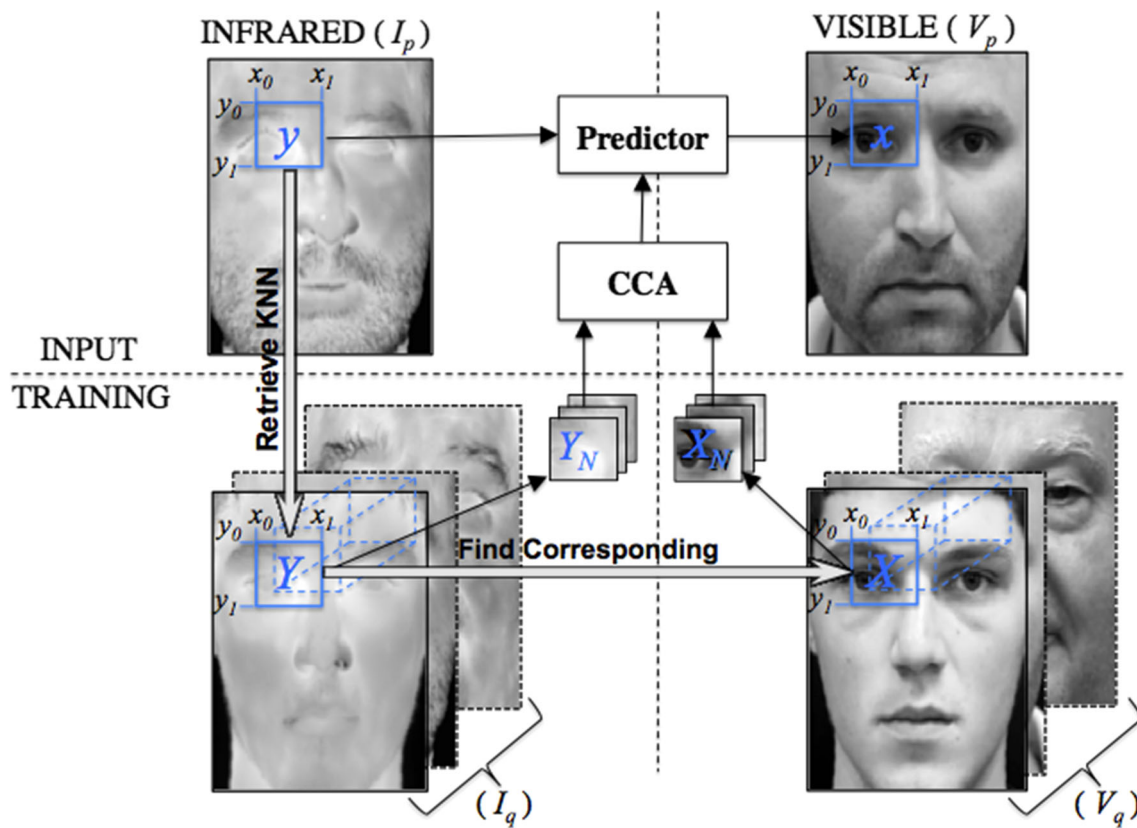 INFRARED ( I_p )
VISIBLE ( V_p )
x_0 x_1
y_0
y
y_1
Predictor
x_0 x_1
y_0
x
y_1
CCA
Retrieve KNN
INPUT
TRAINING
Y_N
X_N
x_0 x_1
y_0
Y
y_1
Find Corresponding
x_0 x_1
y_0
X
y_1
( I_q )
( V_q )